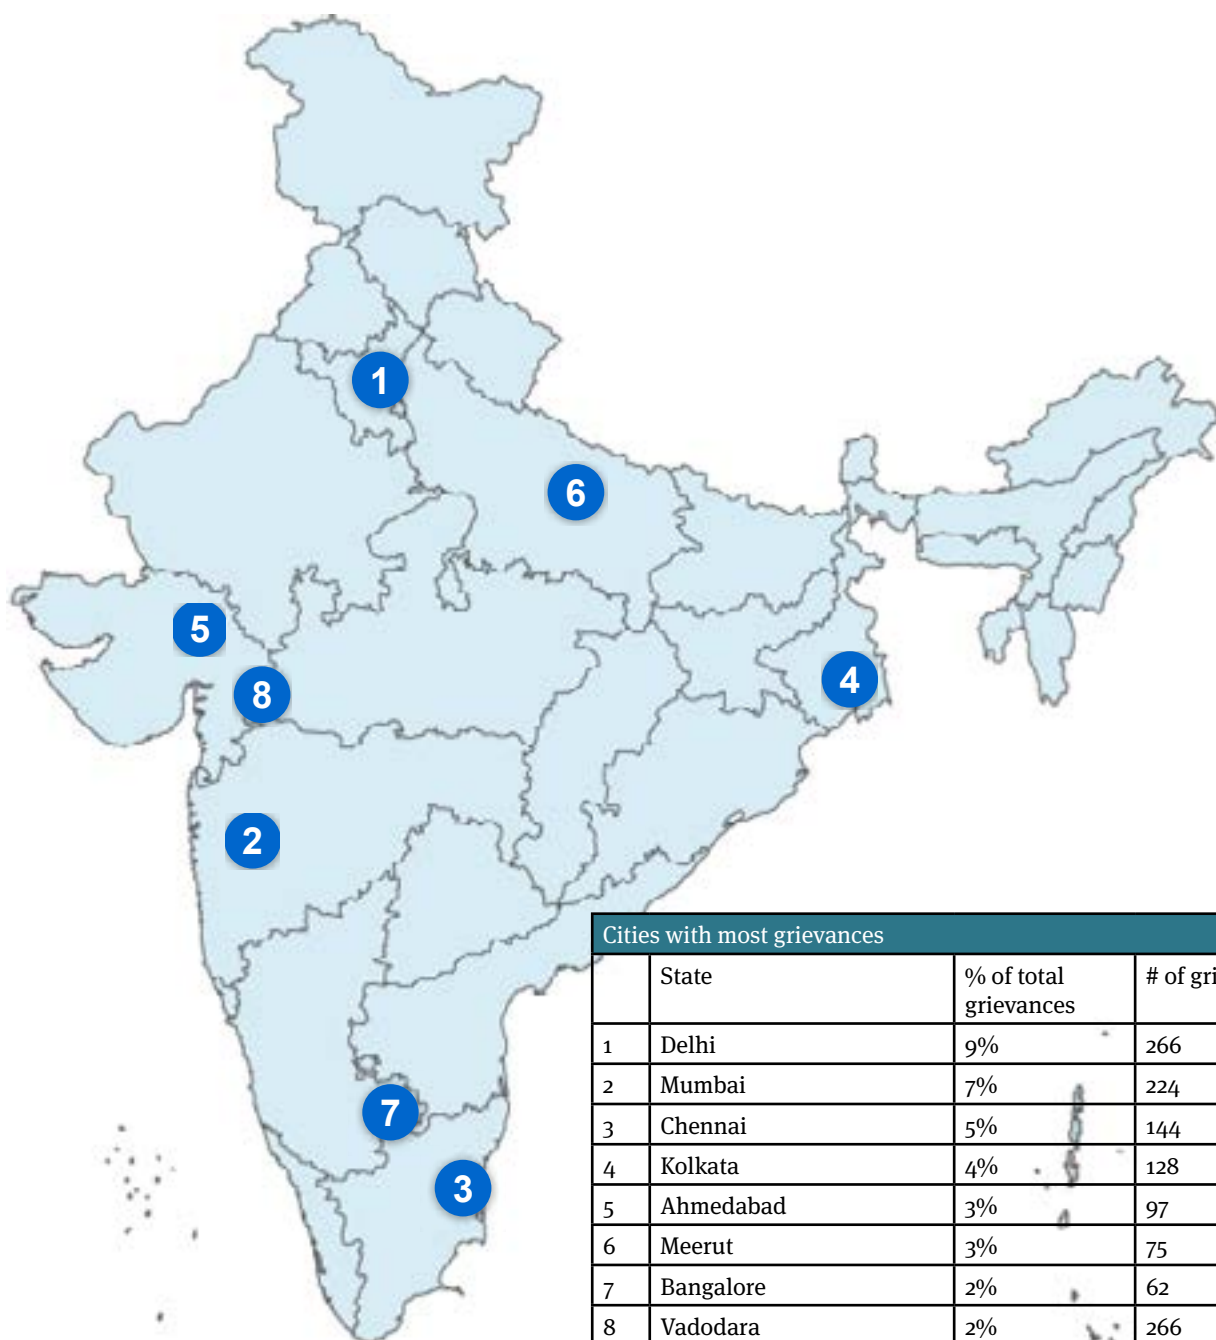 1
6
5
8
4
2
7
3
Cities with most grievances
State % of total grievances # of gri
1 Delhi 9% 266
2 Mumbai 7% 224
3 Chennai 5% 144
4 Kolkata 4% 128
5 Ahmedabad 3% 97
6 Meerut 3% 75
7 Bangalore 2% 62
8 Vadodara 2% 266